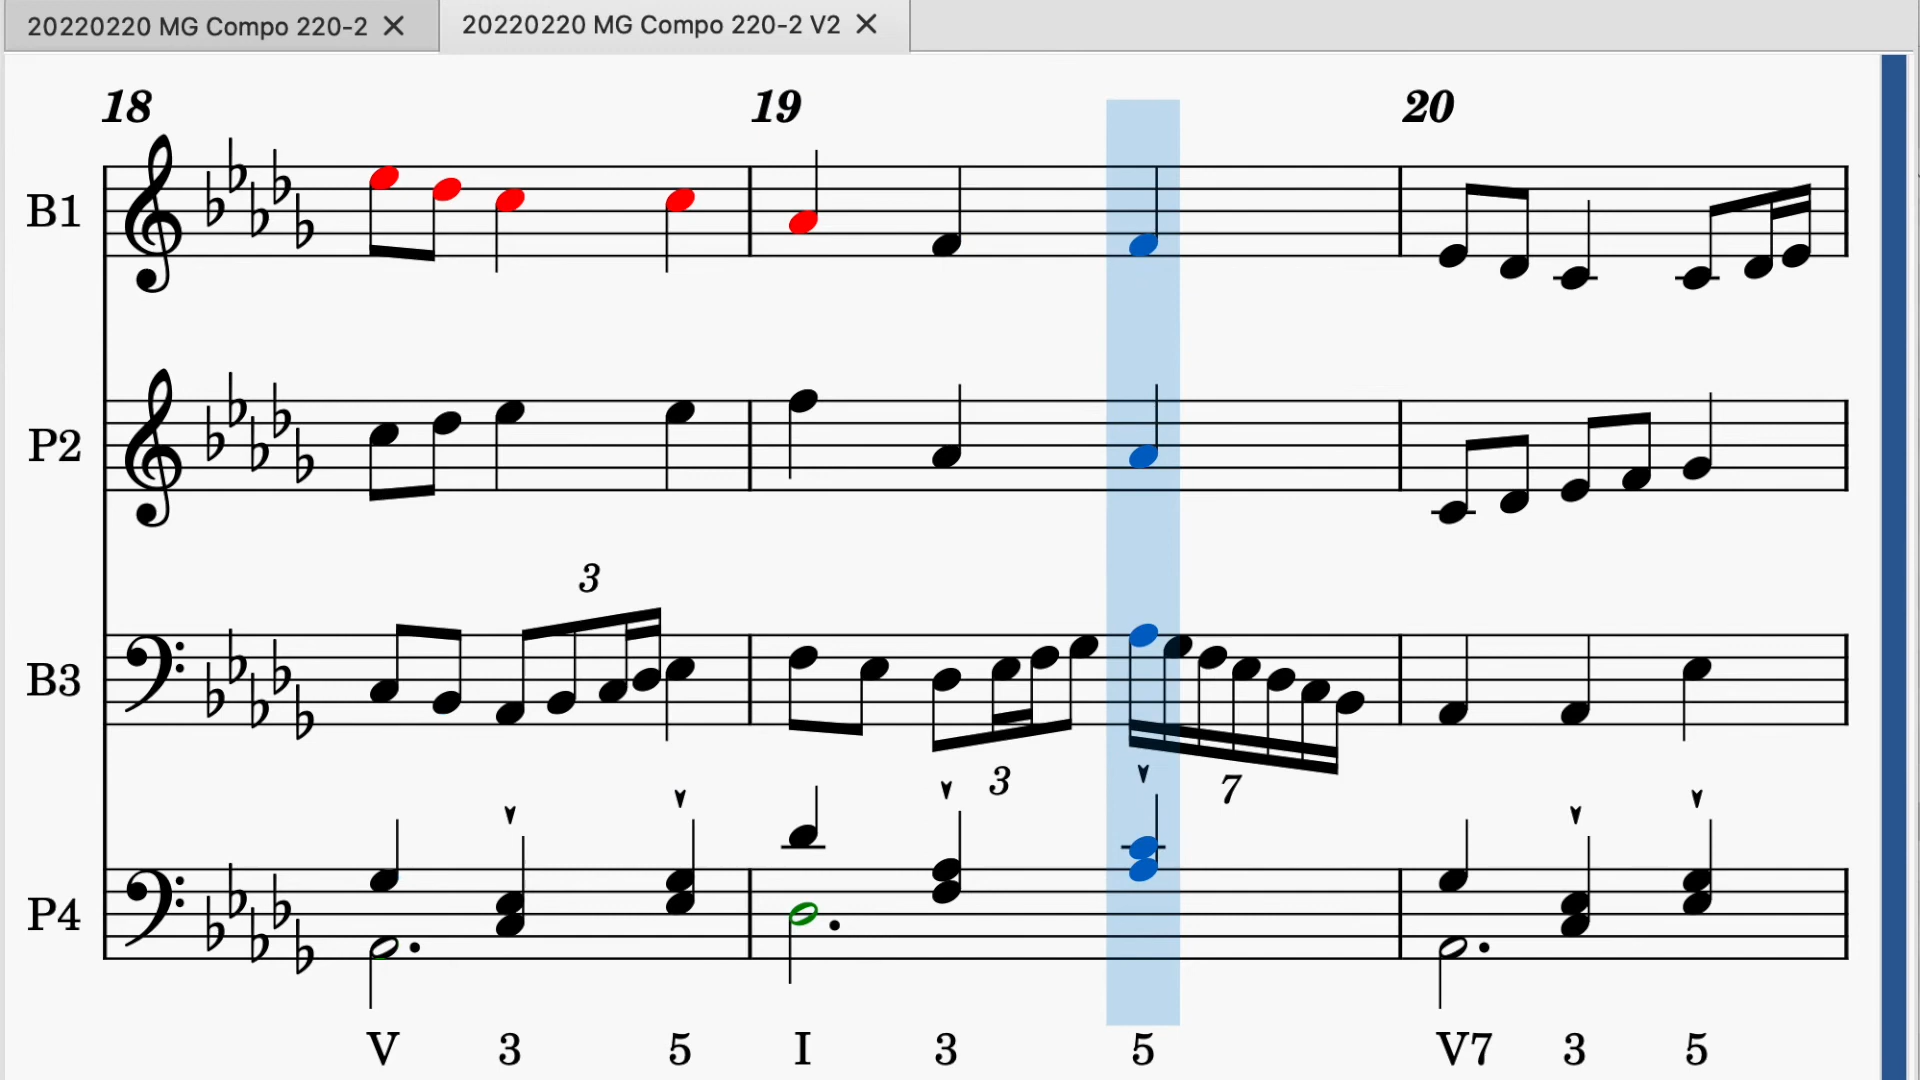 20220220 MG Compo 220-2 ✕ 20220220 MG Compo 220-2 V2 ✕
18 19 20
B1
P2
3
B3
3 7
P4
V 3 5 I 3 5 V7 3 5